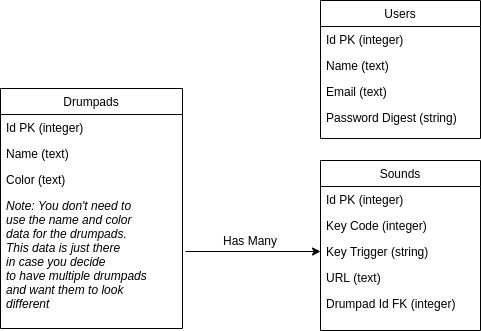 Users
Id PK (integer)
Name (text)
Email (text)
Password Digest (string)
Drumpads
Id PK (integer)
Name (text)
Color (text)
Note: You don't need to
use the name and color
data for the drumpads.
This data is just there
in case you decide
to have multiple drumpads
and want them to look
different
Has Many
Sounds
Id PK (integer)
Key Code (integer)
Key Trigger (string)
URL (text)
Drumpad Id FK (integer)